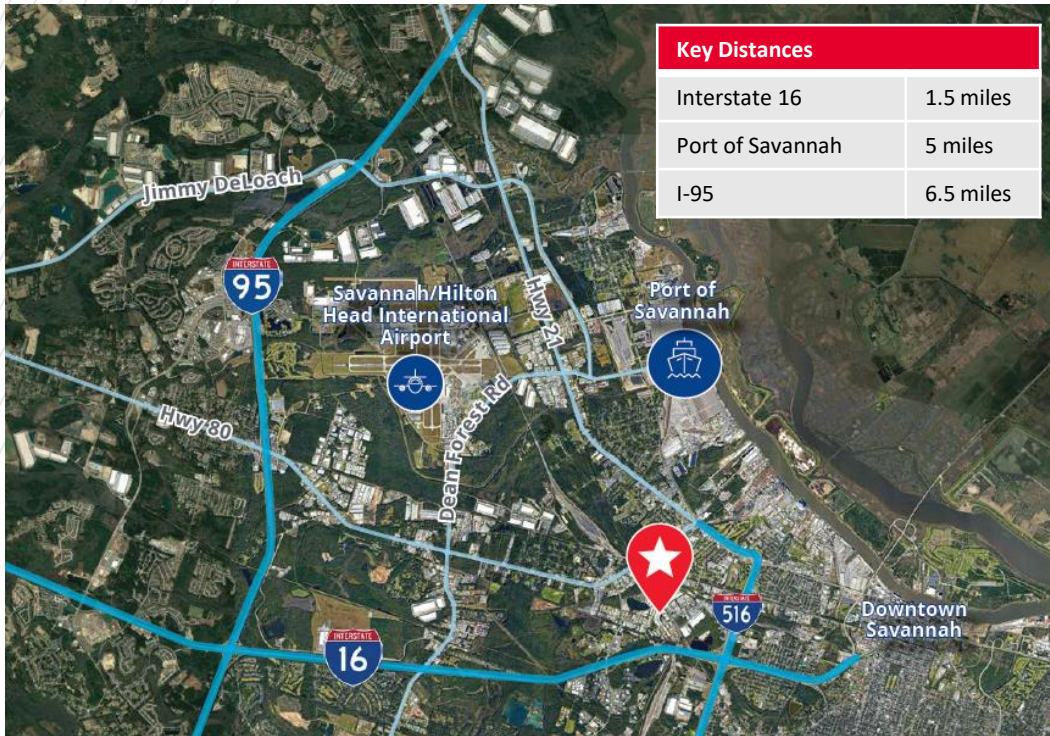 Key Distances
Interstate 16 1.5 miles
Port of Savannah 5 miles
I-95 6.5 miles
Jimmy DeLoach
INTERSTATE
95
Savannah/Hilton
Head International
Airport
Hwy 21
Port of
Savannah
Hwy 80
Dean Forest Rd
INTERSTATE
516
Downtown
Savannah
INTERSTATE
16